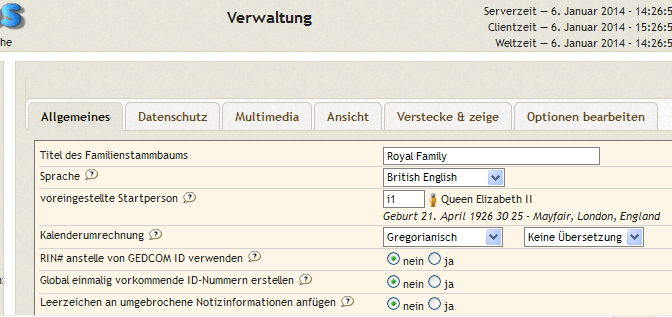 S
Verwaltung
Serverzeit — 6. Januar 2014 - 14:26:5
Clientzeit — 6. Januar 2014 - 15:26:5
Weltzeit — 6. Januar 2014 - 14:26:5
he
Allgemeines Datenschutz Multimedia Ansicht Verstecke & zeige Optionen bearbeiten
Titel des Familienstammbaums Royal Family
Sprache ? British English
voreingestellte Startperson ? i1 Queen Elizabeth II
Geburt 21. April 1926 30 25 - Mayfair, London, England
Kalenderumrechnung ? Gregorianisch Keine Übersetzung
RIN# anstelle von GEDCOM ID verwenden ? nein ja
Global einmalig vorkommende ID-Nummern erstellen ? nein ja
Leerzeichen an umgebrochene Notizinformationen anfügen ? nein ja